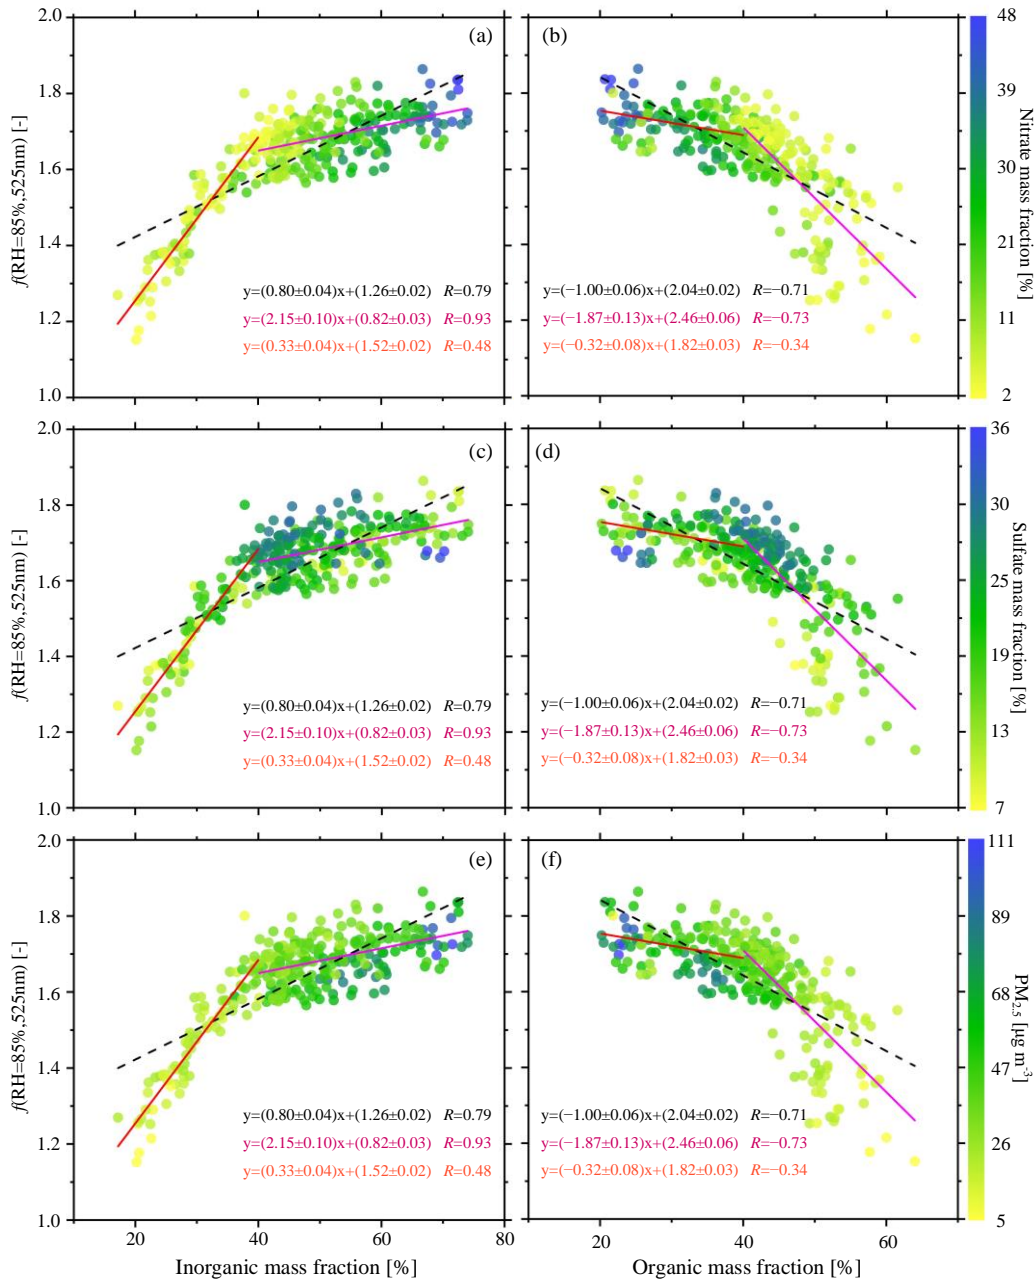 2.0
(a)
(b)
48
1.8
39
1.6
30
1.4
21
1.2
11
1.0
2
f(RH=85%,525nm) [-]
Nitrate mass fraction [%]
y=(0.80±0.04)x+(1.26±0.02) R=0.79
y=(2.15±0.10)x+(0.82±0.03) R=0.93
y=(0.33±0.04)x+(1.52±0.02) R=0.48
y=(−1.00±0.06)x+(2.04±0.02) R=−0.71
y=(−1.87±0.13)x+(2.46±0.06) R=−0.73
y=(−0.32±0.08)x+(1.82±0.03) R=−0.34
2.0
(c)
(d)
36
1.8
30
1.6
25
1.4
19
1.2
13
1.0
7
f(RH=85%,525nm) [-]
Sulfate mass fraction [%]
y=(0.80±0.04)x+(1.26±0.02) R=0.79
y=(2.15±0.10)x+(0.82±0.03) R=0.93
y=(0.33±0.04)x+(1.52±0.02) R=0.48
y=(−1.00±0.06)x+(2.04±0.02) R=−0.71
y=(−1.87±0.13)x+(2.46±0.06) R=−0.73
y=(−0.32±0.08)x+(1.82±0.03) R=−0.34
2.0
(e)
(f)
111
1.8
89
1.6
68
1.4
47
1.2
26
1.0
5
f(RH=85%,525nm) [-]
PM2.5 [μg m-3]
y=(0.80±0.04)x+(1.26±0.02) R=0.79
y=(2.15±0.10)x+(0.82±0.03) R=0.93
y=(0.33±0.04)x+(1.52±0.02) R=0.48
y=(−1.00±0.06)x+(2.04±0.02) R=−0.71
y=(−1.87±0.13)x+(2.46±0.06) R=−0.73
y=(−0.32±0.08)x+(1.82±0.03) R=−0.34
20 40 60 80
20 40 60
Inorganic mass fraction [%]
Organic mass fraction [%]